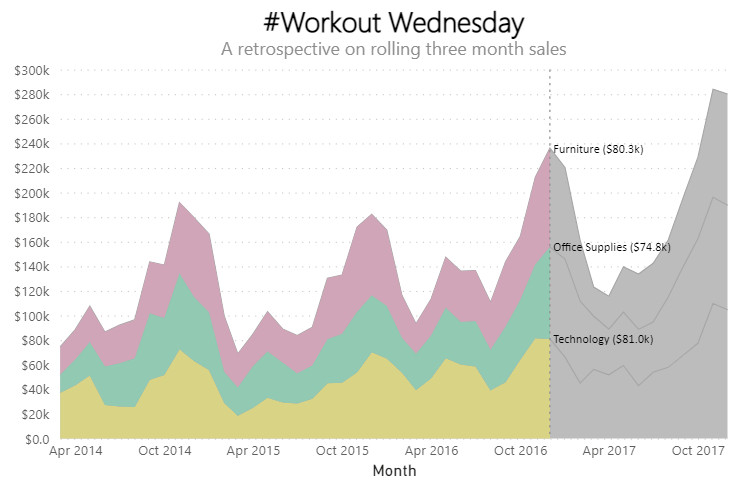 #Workout Wednesday
A retrospective on rolling three month sales
$300k
$280k
$260k
$240k
$220k
$200k
$180k
$160k
$140k
$120k
$100k
$80k
$60k
$40k
$20k
$0.0
Furniture ($80.3k)
Office Supplies ($74.8k)
Technology ($81.0k)
Apr 2014 Oct 2014 Apr 2015 Oct 2015 Apr 2016 Oct 2016 Apr 2017 Oct 2017
Month